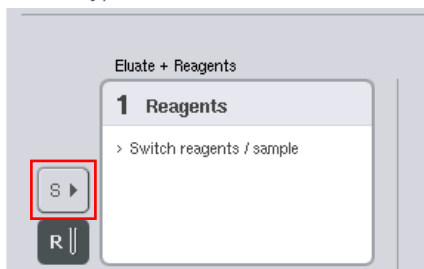 Eluate + Reagents
1 Reagents
> Switch reagents / sample
S
R